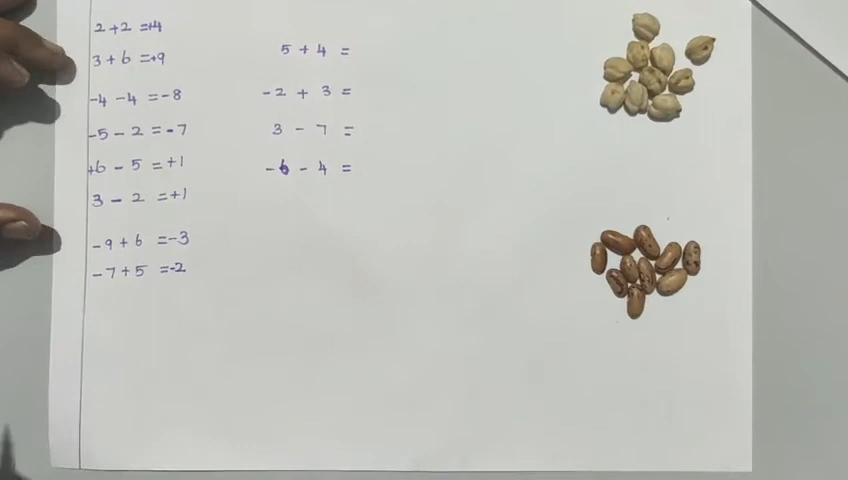 2 + 2 = +4
3 + 6 = +9
-4 - 4 = -8
-5 - 2 = -7
+6 - 5 = +1
3 - 2 = +1
-9 + 6 = -3
-7 + 5 = -2
5 + 4 =
-2 + 3 =
3 - 7 =
-6 - 4 =